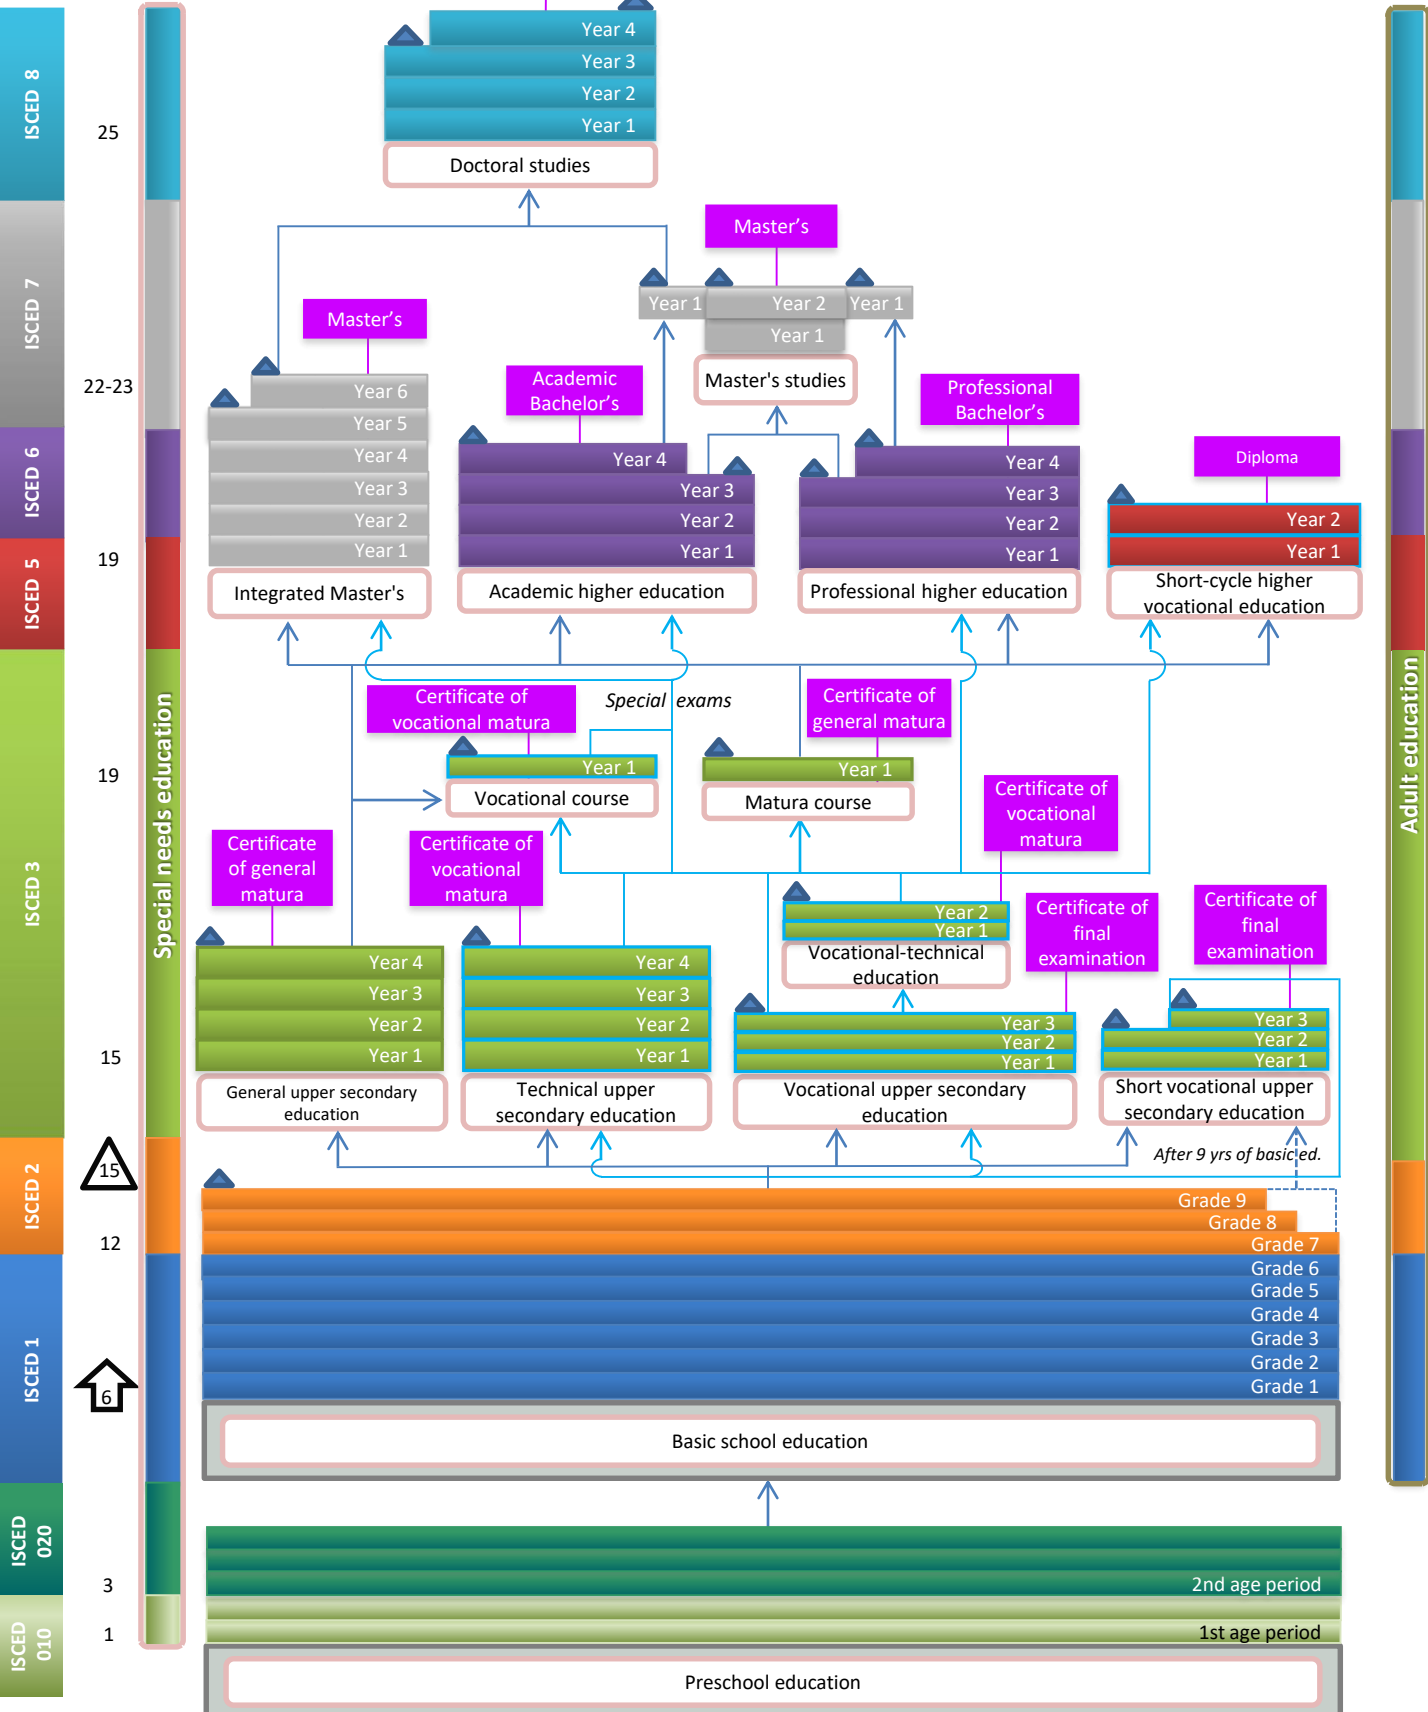 ISCED 8
25
Year 4
Year 3
Year 2
Year 1
Doctoral studies
ISCED 7
22-23
Master's
Year 1
Year 2
Year 1
Year 1
Master's studies
Master's
Year 6
Year 5
Year 4
Year 3
Year 2
Year 1
Integrated Master's
Academic
Bachelor's
Year 4
Year 3
Year 2
Year 1
Academic higher education
Professional
Bachelor's
Year 4
Year 3
Year 2
Year 1
Professional higher education
Diploma
Year 2
Year 1
Short-cycle higher
vocational education
ISCED 6
ISCED 5
19
ISCED 3
19
15
Special needs education
Adult education
Special exams
Certificate of
vocational matura
Year 1
Vocational course
Certificate of
general matura
Year 1
Matura course
Certificate of
vocational
matura
Year 2
Year 1
Vocational-technical
education
Certificate
of general
matura
Year 4
Year 3
Year 2
Year 1
General upper secondary
education
Certificate of
vocational
matura
Year 4
Year 3
Year 2
Year 1
Technical upper
secondary education
Certificate of
final
examination
Year 3
Year 2
Year 1
Vocational upper secondary
education
Certificate of
final
examination
Year 3
Year 2
Year 1
Short vocational upper
secondary education
After 9 yrs of basic ed.
ISCED 2
15
12
Grade 9
Grade 8
Grade 7
Grade 6
Grade 5
Grade 4
Grade 3
Grade 2
Grade 1
ISCED 1
6
Basic school education
ISCED
020
3
2nd age period
ISCED
010
1
1st age period
Preschool education